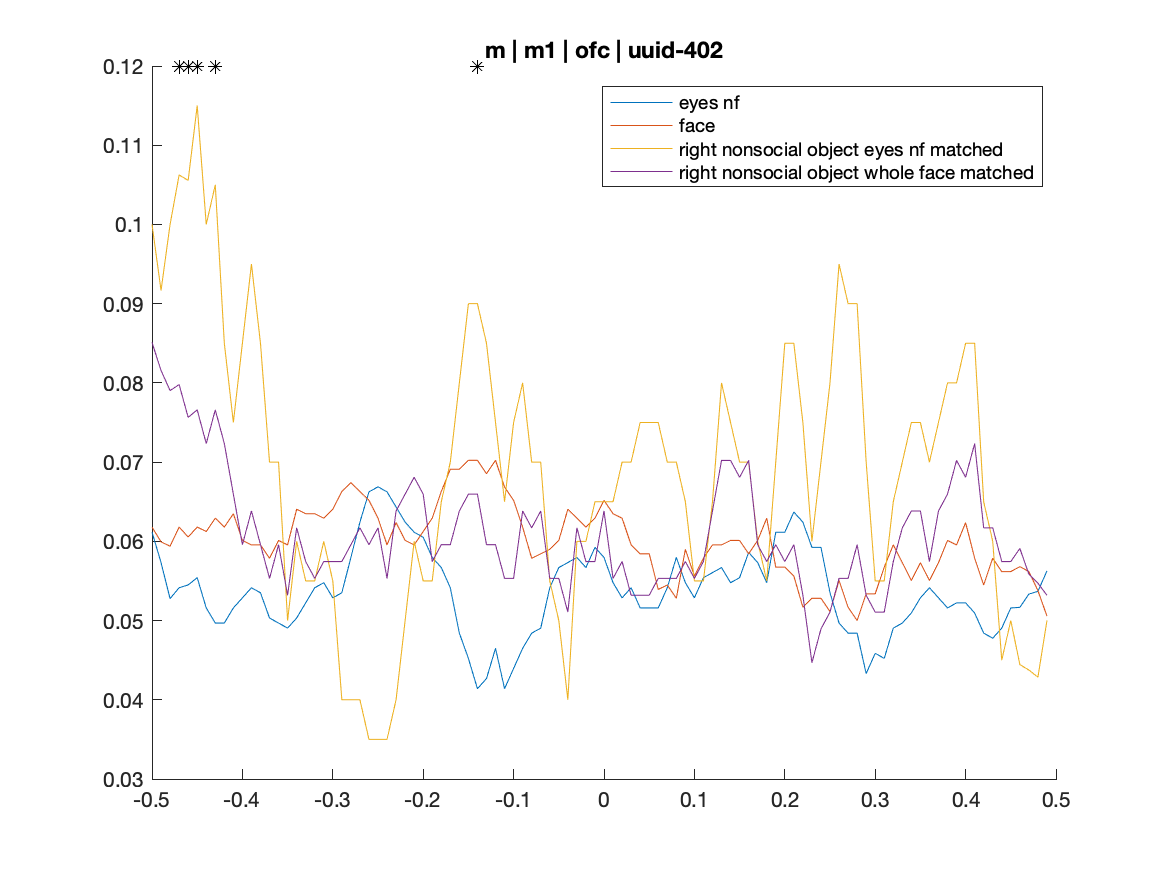 m | m1 | ofc | uuid-402
0.12
0.11
0.1
0.09
0.08
0.07
0.06
0.05
0.04
0.03
eyes nf
face
right nonsocial object eyes nf matched
right nonsocial object whole face matched
-0.5 -0.4 -0.3 -0.2 -0.1 0 0.1 0.2 0.3 0.4 0.5